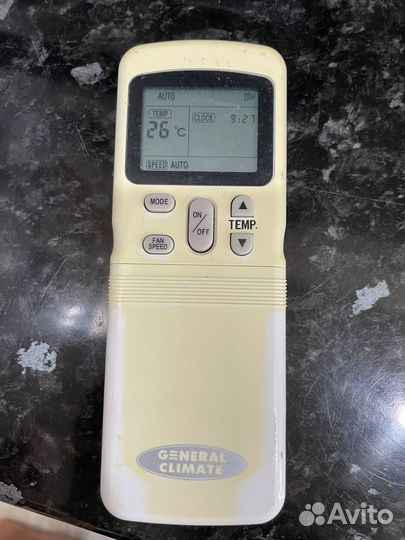 AUTO
TEMP
CLOCK 9:27
26 °C
SPEED AUTO
MODE
ON/OFF
TEMP.
FAN SPEED
GENERAL CLIMATE
Avito